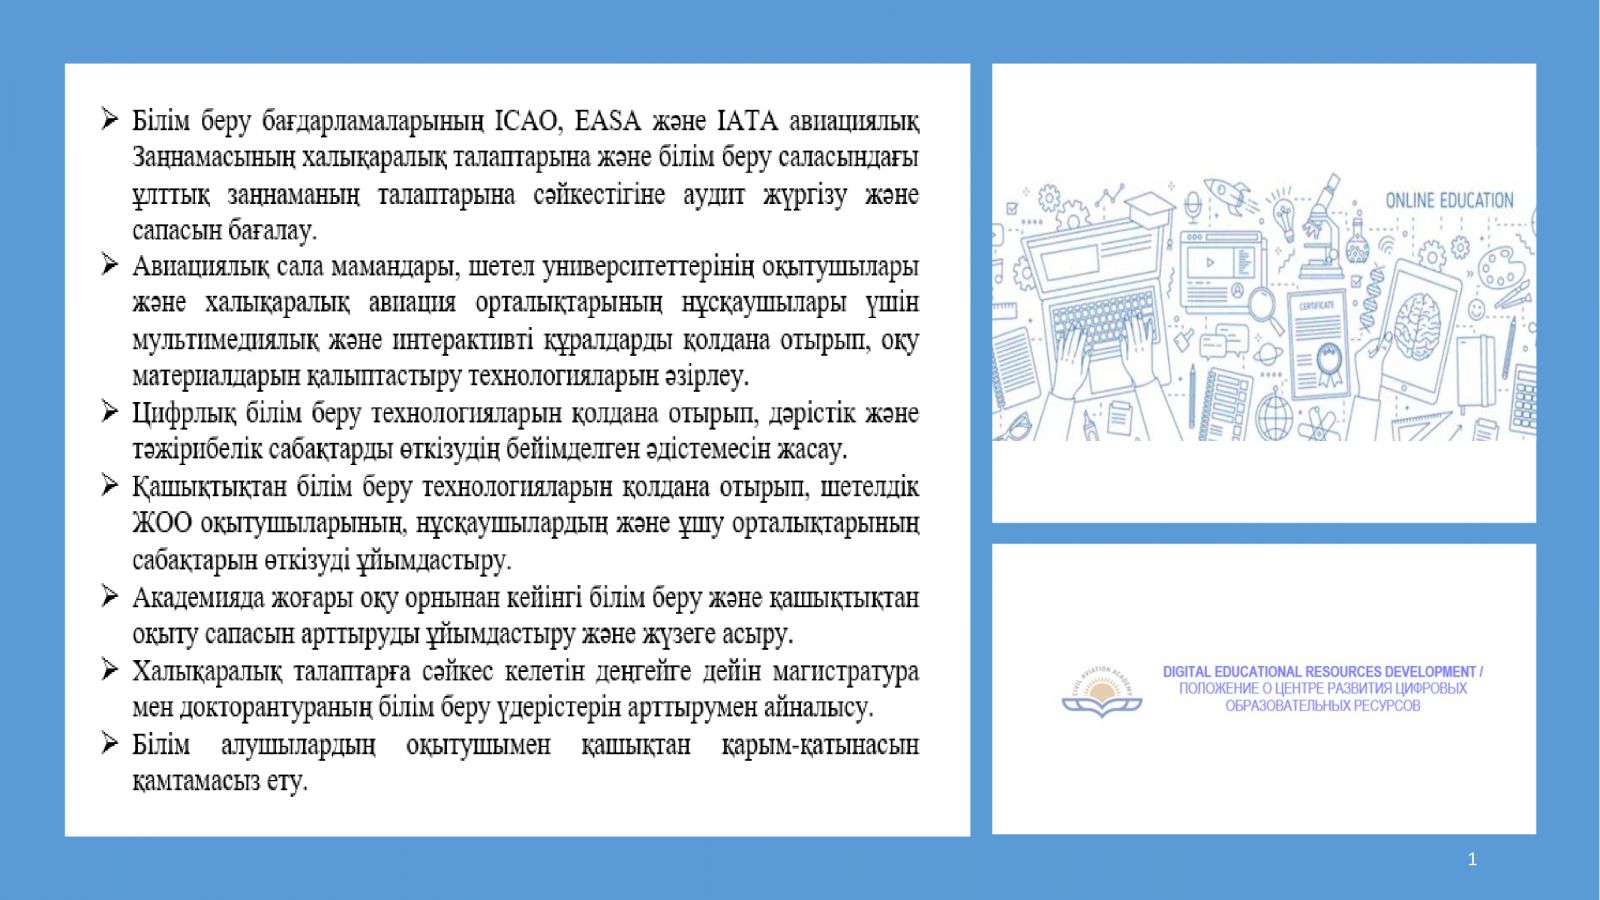 ➢ Білім беру бағдарламаларының ICAO, EASA және IATA авиациялық
Заңнамасының халықаралық талаптарына және білім беру саласындағы
ұлттық заңнаманың талаптарына сәйкестігіне аудит жүргізу және
сапасын бағалау.
➢ Авиациялық сала мамандары, шетел университеттерінің оқытушылары
және халықаралық авиация орталықтарының нұсқаушылары үшін
мультимедиялық және интерактивті құралдарды қолдана отырып, оқу
материалдарын қалыптастыру технологияларын әзірлеу.
➢ Цифрлық білім беру технологияларын қолдана отырып, дәрістік және
тәжірибелік сабақтарды өткізудің бейімделген әдістемесін жасау.
➢ Қашықтықтан білім беру технологияларын қолдана отырып, шетелдік
ЖОО оқытушыларының, нұсқаушылардың және ұшу орталықтарының
сабақтарын өткізуді ұйымдастыру.
➢ Академияда жоғары оқу орнынан кейінгі білім беру және қашықтықтан
оқыту сапасын арттыруды ұйымдастыру және жүзеге асыру.
➢ Халықаралық талаптарға сәйкес келетін деңгейге дейін магистратура
мен докторантураның білім беру үдерістерін арттырумен айналысу.
➢ Білім алушылардың оқытушымен қашықтан қарым-қатынасын
қамтамасыз ету.
ONLINE EDUCATION
CERTIFICATE
CIVIL AVIATION ACADEMY
DIGITAL EDUCATIONAL RESOURCES DEVELOPMENT /
ПОЛОЖЕНИЕ О ЦЕНТРЕ РАЗВИТИЯ ЦИФРОВЫХ
ОБРАЗОВАТЕЛЬНЫХ РЕСУРСОВ
1